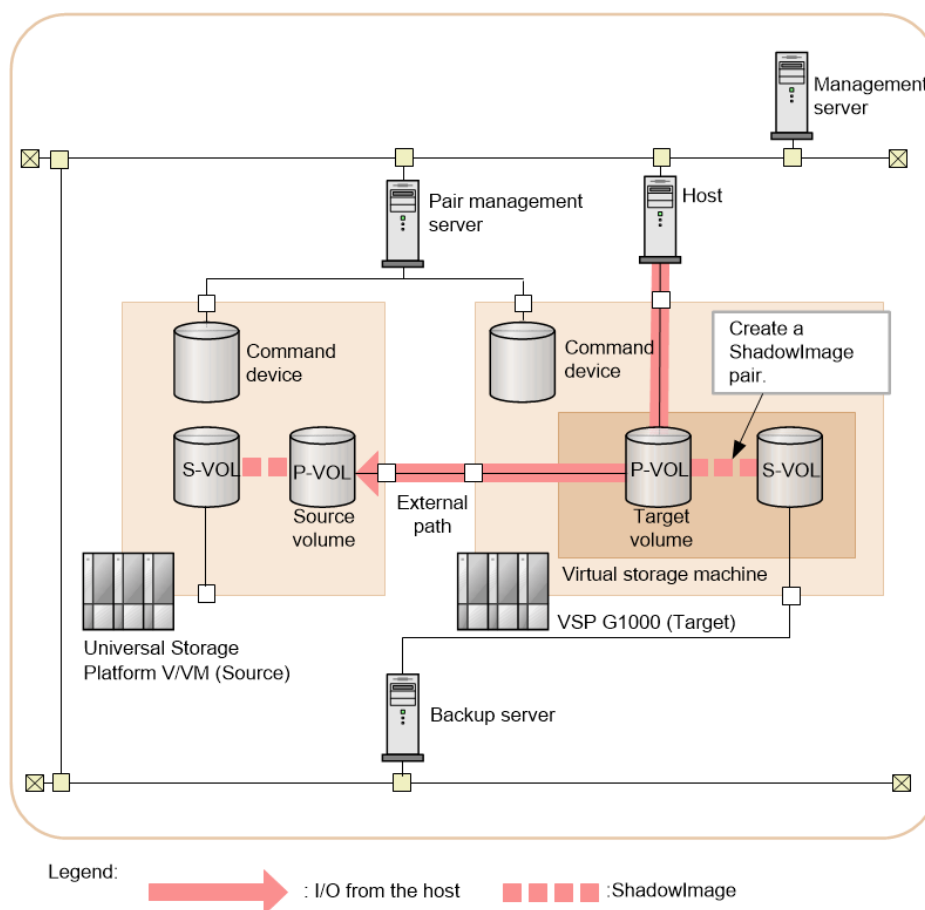 Management
server
Pair management
server
Host
Command
device
Command
device
Create a
ShadowImage
pair.
S-VOL
P-VOL
P-VOL
S-VOL
Source
volume
External
path
Target
volume
Virtual storage machine
VSP G1000 (Target)
Universal Storage
Platform V/VM (Source)
Backup server
Legend:
: I/O from the host
:ShadowImage